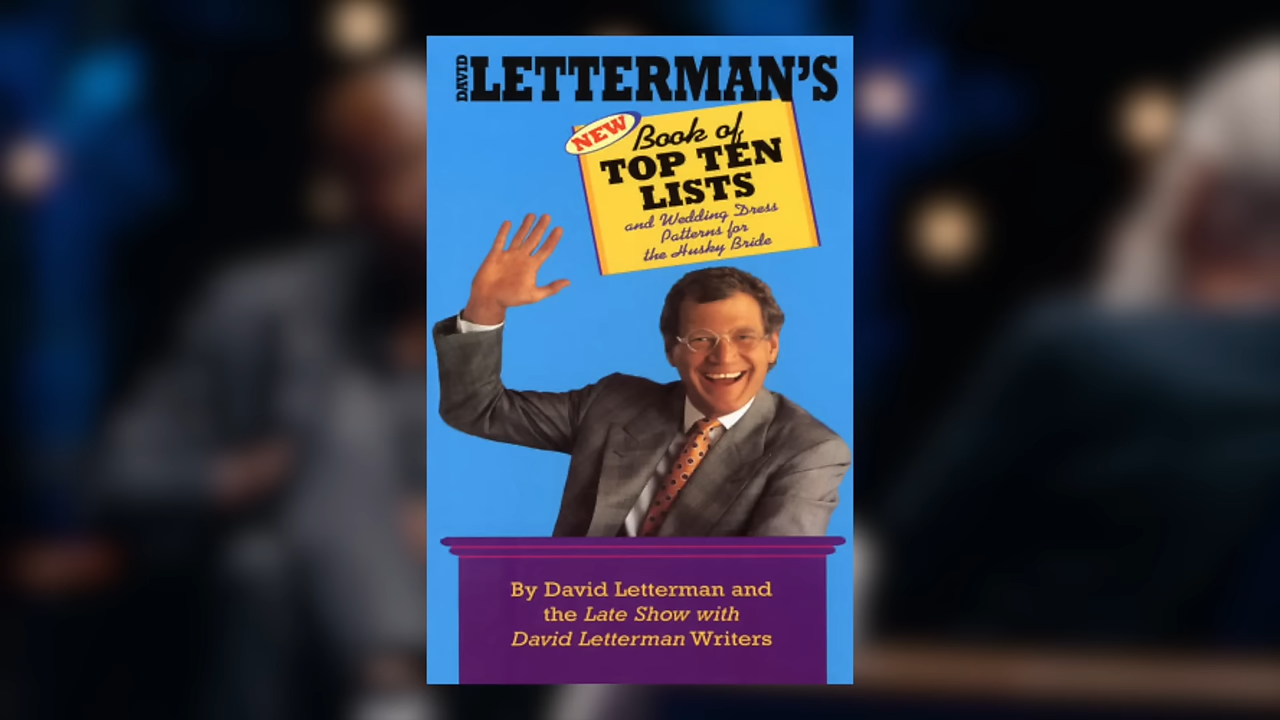 DAVID
LETTERMAN'S
NEW
Book of
TOP TEN
LISTS
and Wedding Dress
Patterns for
the Husky Bride
By David Letterman and
the Late Show with
David Letterman Writers